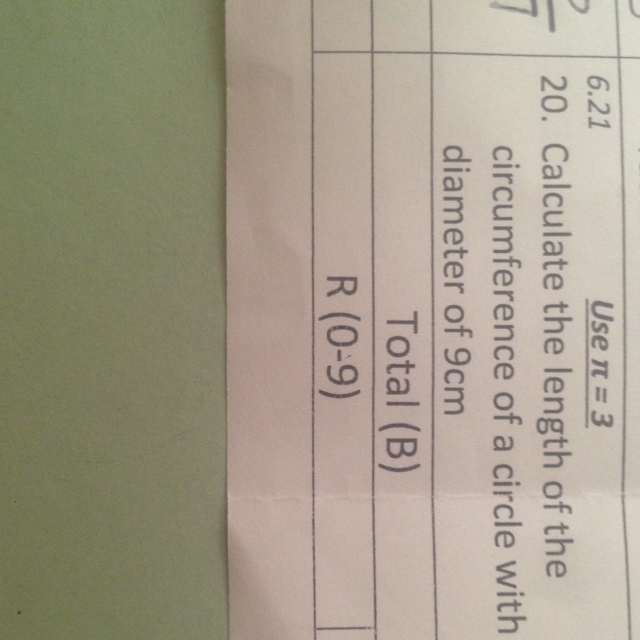 6.21
Use π = 3
20. Calculate the length of the
circumference of a circle with
diameter of 9cm
Total (B)
R (0-9)